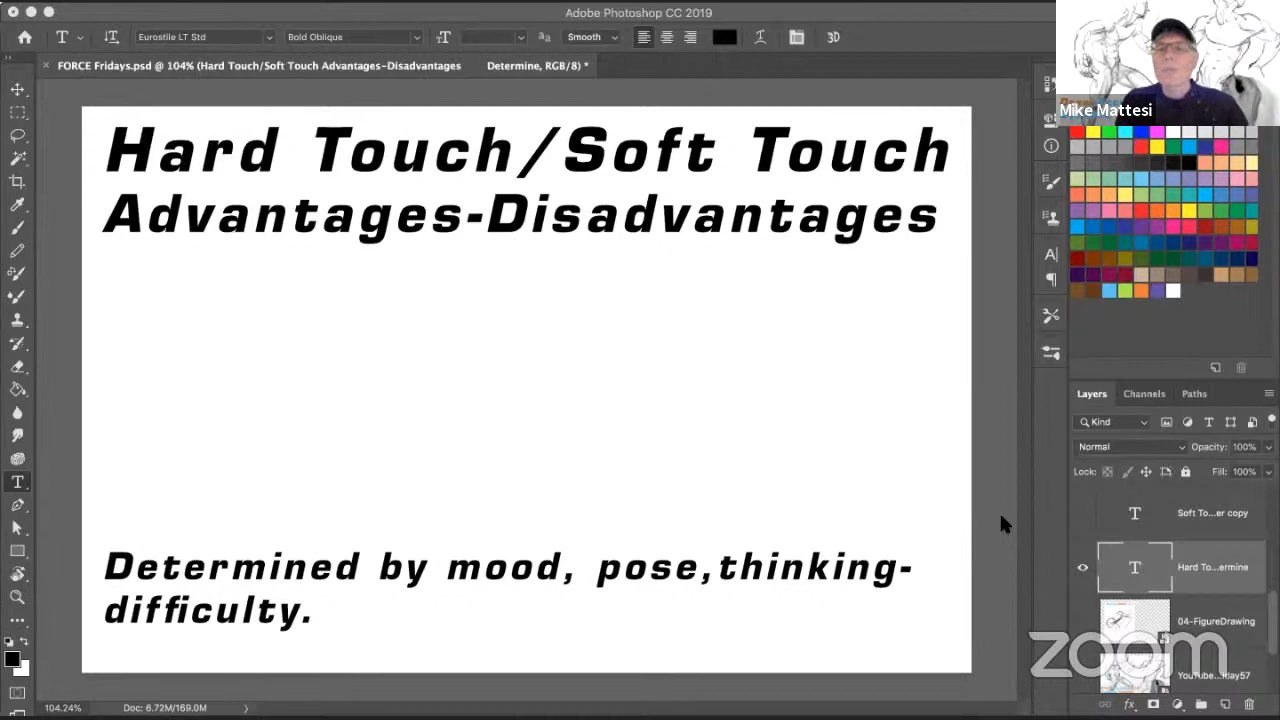 Adobe Photoshop CC 2019
Eurostile LT Std
Bold Oblique
Smooth
3D
FORCE Fridays.psd @ 104% (Hard Touch/Soft Touch Advantages-Disadvantages Determine, RGB/8) *
Mike Mattesi
Hard Touch/Soft Touch
Advantages-Disadvantages
Determined by mood, pose,thinking-
difficulty.
Layers
Channels
Paths
Kind
Normal
Opacity: 100%
Lock:
Fill: 100%
Soft To...er copy
Hard To...ermine
04-FigureDrawing
zoom
104.24%
Doc: 6.72M/169.0M